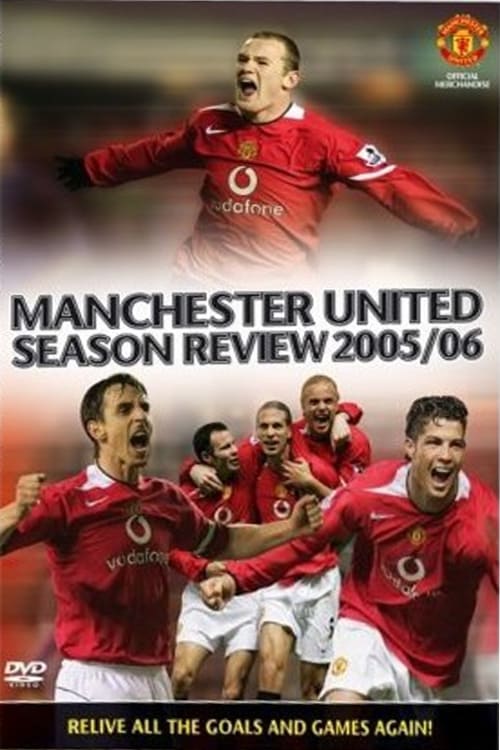 MANCHESTER
UNITED
OFFICIAL
MERCHANDISE
vodafone
MANCHESTER UNITED
SEASON REVIEW 2005/06
vodafone
DVD
VIDEO
RELIVE ALL THE GOALS AND GAMES AGAIN!